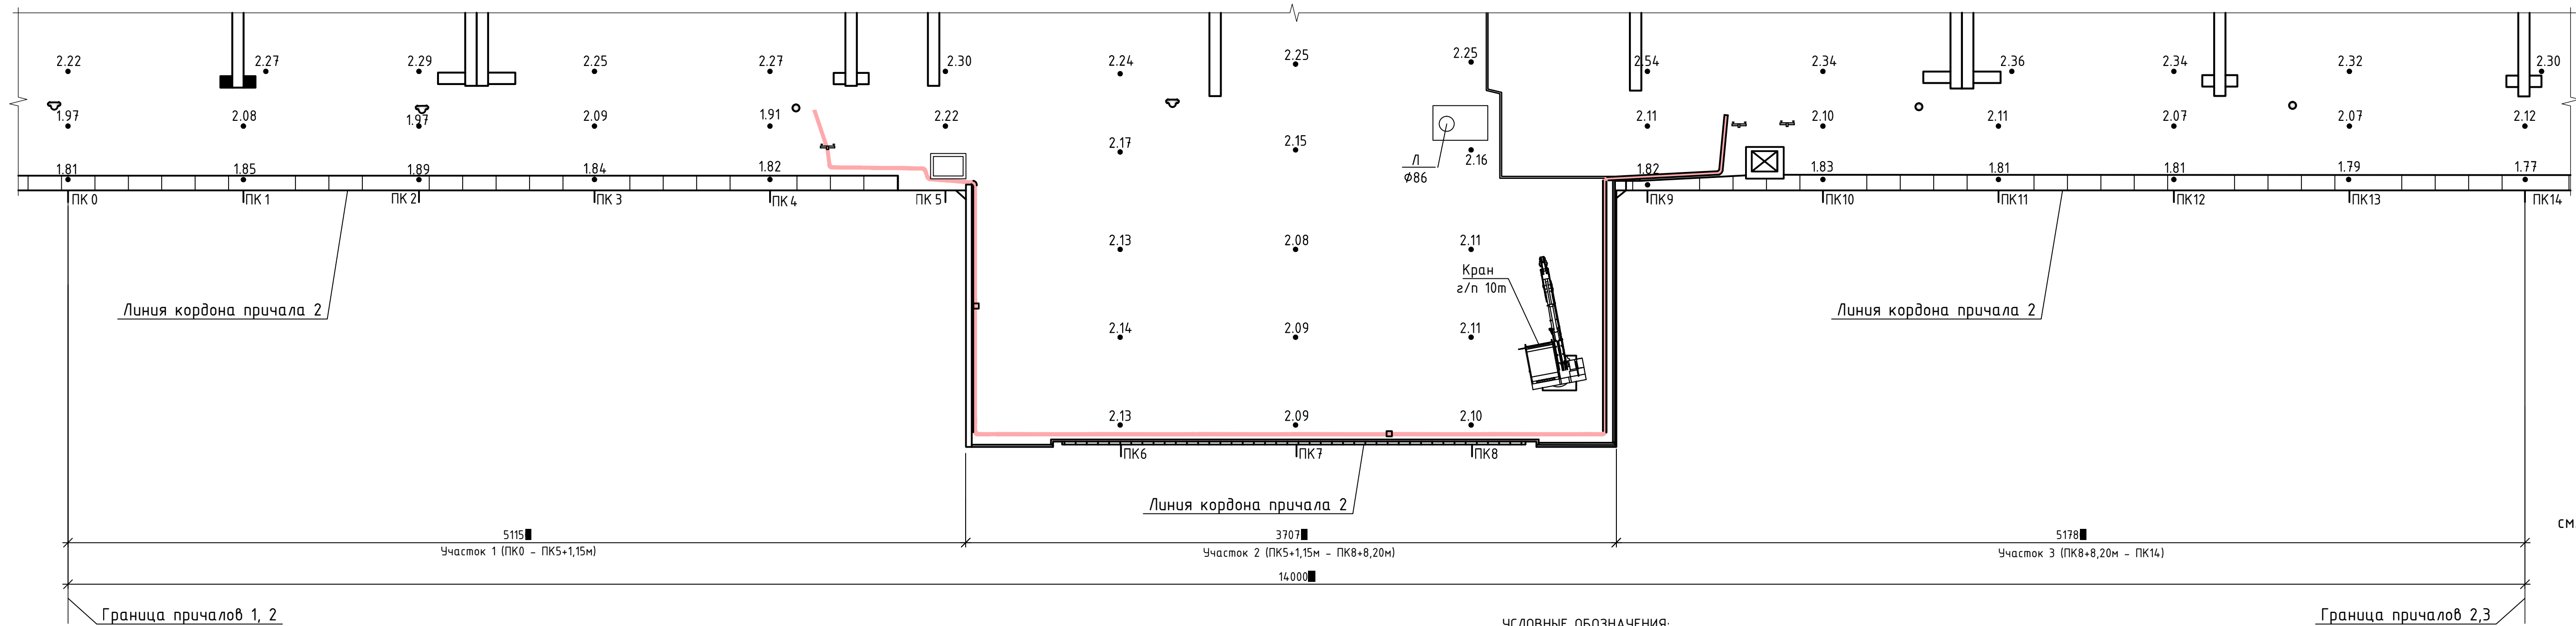 2.22 2.27 2.29 2.25 2.27 2.30 2.24 2.25 2.25 2.54 2.34 2.36 2.34 2.32 2.30
1.97 2.08 1.97 2.09 1.91 2.22 2.17 2.15 2.16 2.11 2.10 2.11 2.07 2.07 2.12
Л
ф86
1.81 1.85 1.89 1.84 1.82 1.82 1.83 1.81 1.81 1.79 1.77
ПК 0 ПК 1 ПК 2 ПК 3 ПК 4 ПК 5 ПК9 ПК10 ПК11 ПК12 ПК13 ПК14
2.13 2.08 2.11
Кран
г/п 10т
Линия кордона причала 2
Линия кордона причала 2
2.14 2.09 2.11
2.13 2.09 2.10
ПК6 ПК7 ПК8
Линия кордона причала 2
см
5115 3707 5178
Участок 1 (ПК0 - ПК5+1,15м) Участок 2 (ПК5+1,15м - ПК8+8,20м) Участок 3 (ПК8+8,20м - ПК14)
14000
Граница причалов 1, 2
Граница причалов 2,3
УСЛОВНЫЕ ОБОЗНАЧЕНИЯ: